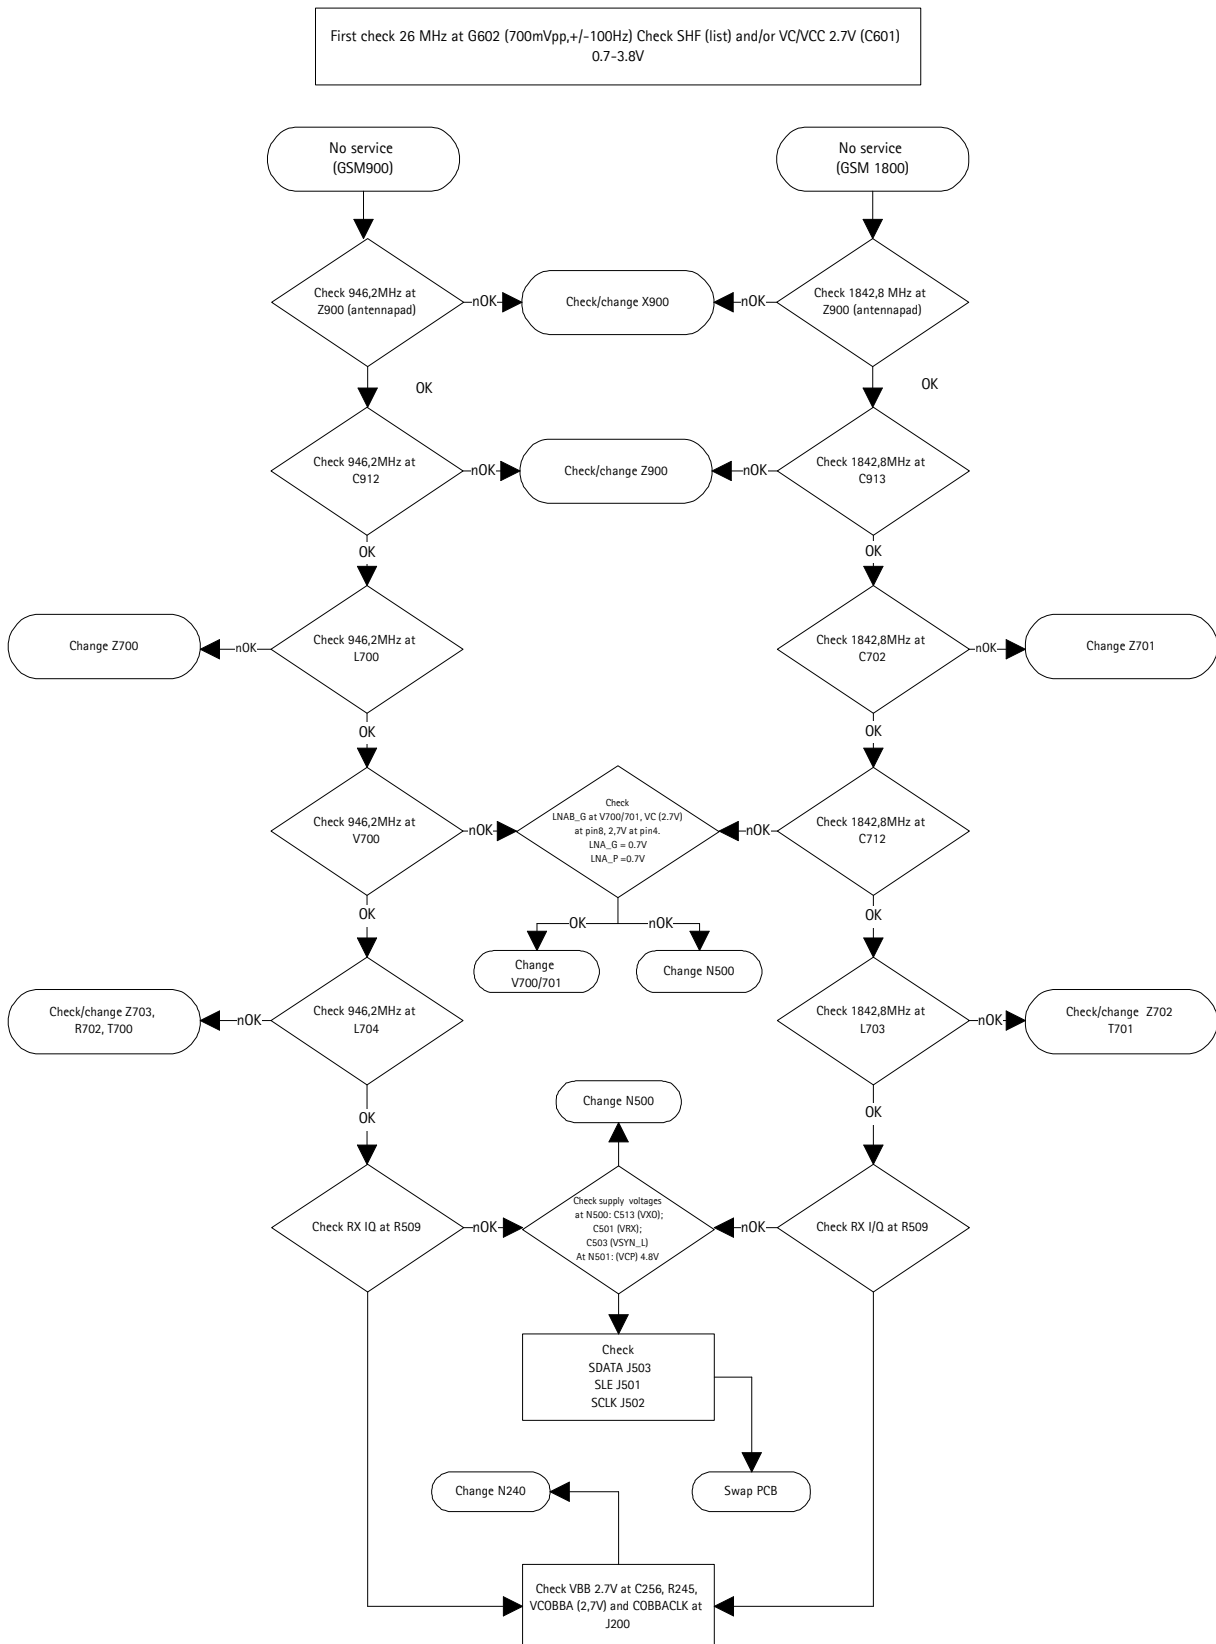 First check 26 MHz at G602 (700mVpp,+/-100Hz) Check SHF (list) and/or VC/VCC 2.7V (C601)
0.7-3.8V
No service
(GSM900)
No service
(GSM 1800)
Check 946,2MHz at
Z900 (antennapad)
nOK
Check/change X900
nOK
Check 1842,8 MHz at
Z900 (antennapad)
OK
OK
Check 946,2MHz at
C912
nOK
Check/change Z900
nOK
Check 1842,8MHz at
C913
OK
OK
Change Z700
nOK
Check 946,2MHz at
L700
Check 1842,8MHz at
C702
nOK
Change Z701
OK
OK
Check 946,2MHz at
V700
nOK
Check
LNAB_G at V700/701, VC (2.7V)
at pin8, 2,7V at pin4.
LNA_G = 0.7V
LNA_P =0.7V
nOK
Check 1842,8MHz at
C712
OK
OK
nOK
OK
Change
V700/701
Change N500
Check/change Z703,
R702, T700
nOK
Check 946,2MHz at
L704
Check 1842,8MHz at
L703
nOK
Check/change  Z702
T701
OK
OK
Change N500
Check RX IQ at R509
nOK
Check supply  voltages
at N500: C513 (VXO);
C501 (VRX);
C503 (VSYN_L)
At N501: (VCP) 4.8V
nOK
Check RX I/Q at R509
Check
SDATA J503
SLE J501
SCLK J502
Change N240
Swap PCB
Check VBB 2.7V at C256, R245,
VCOBBA (2,7V) and COBBACLK at
J200